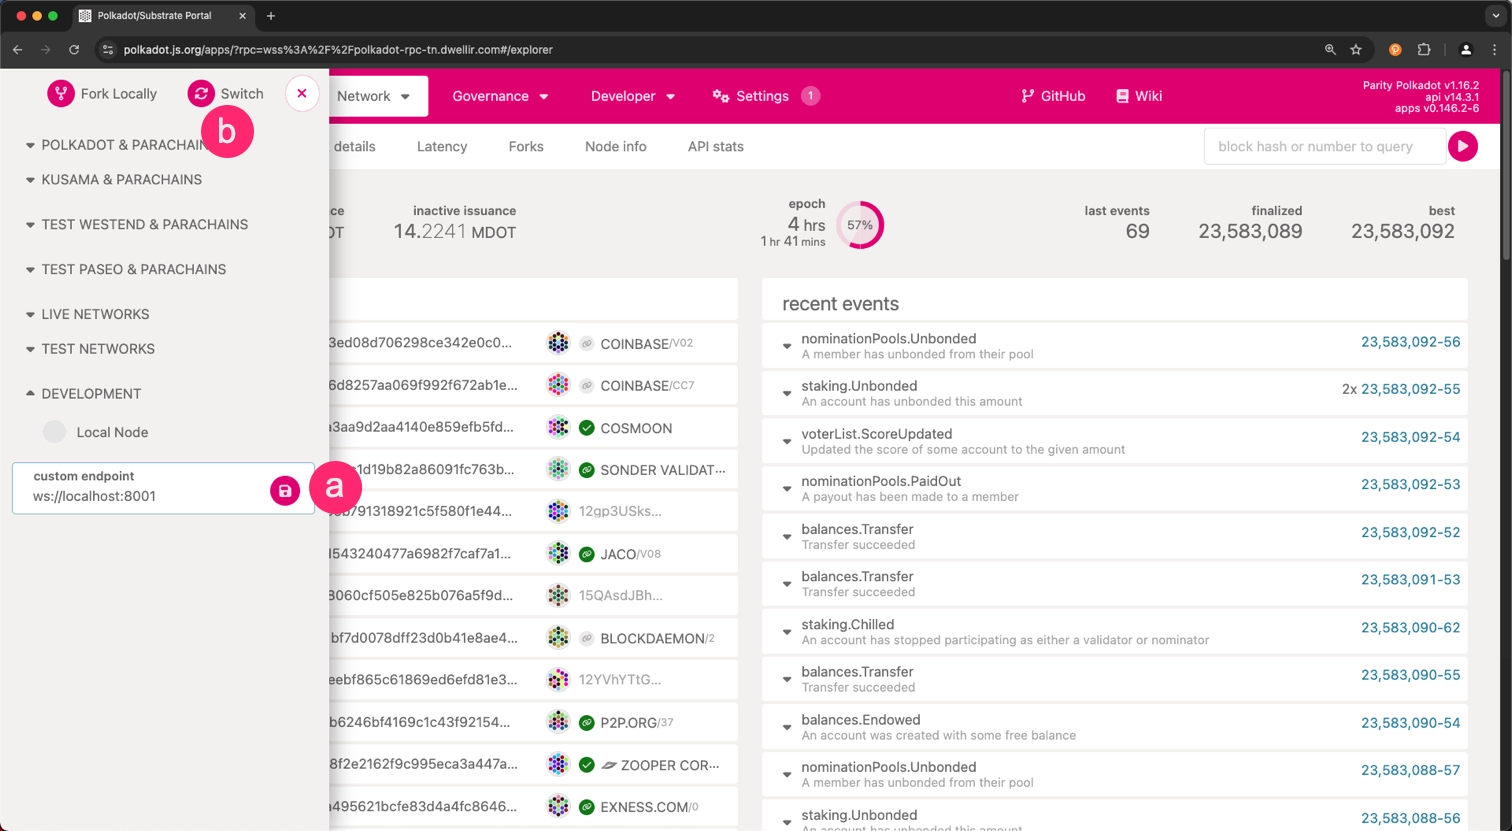 Polkadot/Substrate Portal
polkadot.js.org/apps/?rpc=wss%3A%2F%2Fpolkadot-rpc-tn.dwellir.com#/explorer
Fork Locally
Switch
b
POLKADOT & PARACHAIN
KUSAMA & PARACHAINS
TEST WESTEND & PARACHAINS
TEST PASEO & PARACHAINS
LIVE NETWORKS
TEST NETWORKS
DEVELOPMENT
Local Node
custom endpoint
ws://localhost:8001
a
Network
Governance
Developer
Settings 1
GitHub
Wiki
Parity Polkadot v1.16.2
api v14.3.1
apps v0.146.2-6
details
Latency
Forks
Node info
API stats
block hash or number to query
ce
OT
inactive issuance
14.2241 MDOT
epoch
4 hrs
1 hr 41 mins
57%
last events
69
finalized
23,583,089
best
23,583,092
3ed08d706298ce342e0c0... COINBASE/V02
6d8257aa069f992f672ab1e... COINBASE/CC7
a3aa9d2aa4140e859efb5fd... COSMOON
1d19b82a86091fc763b... SONDER VALIDAT...
b791318921c5f580f1e44... 12gp3USks...
d543240477a6982f7caf7a1... JACO/V08
8060cf505e825b076a5f9d... 15QAsdJBh...
bf7d0078dff23d0b41e8ae4... BLOCKDAEMON/2
eebf865c61869ed6efd81e3... 12YVhYTtG...
b6246bf4169c1c43f92154... P2P.ORG/37
8f2e2162f9c995eca3a447a... ZOOPER COR...
a495621bcfe83d4a4fc8646... EXNESS.COM/0
recent events
nominationPools.Unbonded 23,583,092-56
A member has unbonded from their pool
staking.Unbonded 2x 23,583,092-55
An account has unbonded this amount
voterList.ScoreUpdated 23,583,092-54
Updated the score of some account to the given amount
nominationPools.PaidOut 23,583,092-53
A payout has been made to a member
balances.Transfer 23,583,092-52
Transfer succeeded
balances.Transfer 23,583,091-53
Transfer succeeded
staking.Chilled 23,583,090-62
An account has stopped participating as either a validator or nominator
balances.Transfer 23,583,090-55
Transfer succeeded
balances.Endowed 23,583,090-54
An account was created with some free balance
nominationPools.Unbonded 23,583,088-57
A member has unbonded from their pool
staking.Unbonded 23,583,088-56
An account has unbonded this amount